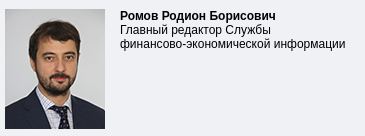 Ромов Родион Борисович
Главный редактор Службы
финансово-экономической информации